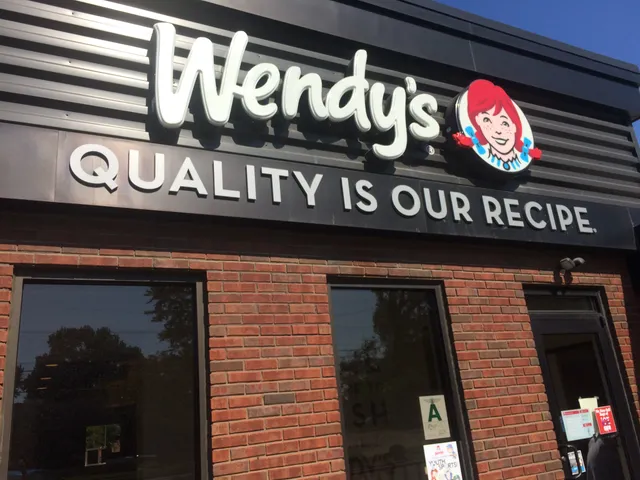 Wendy's
QUALITY IS OUR RECIPE.
A